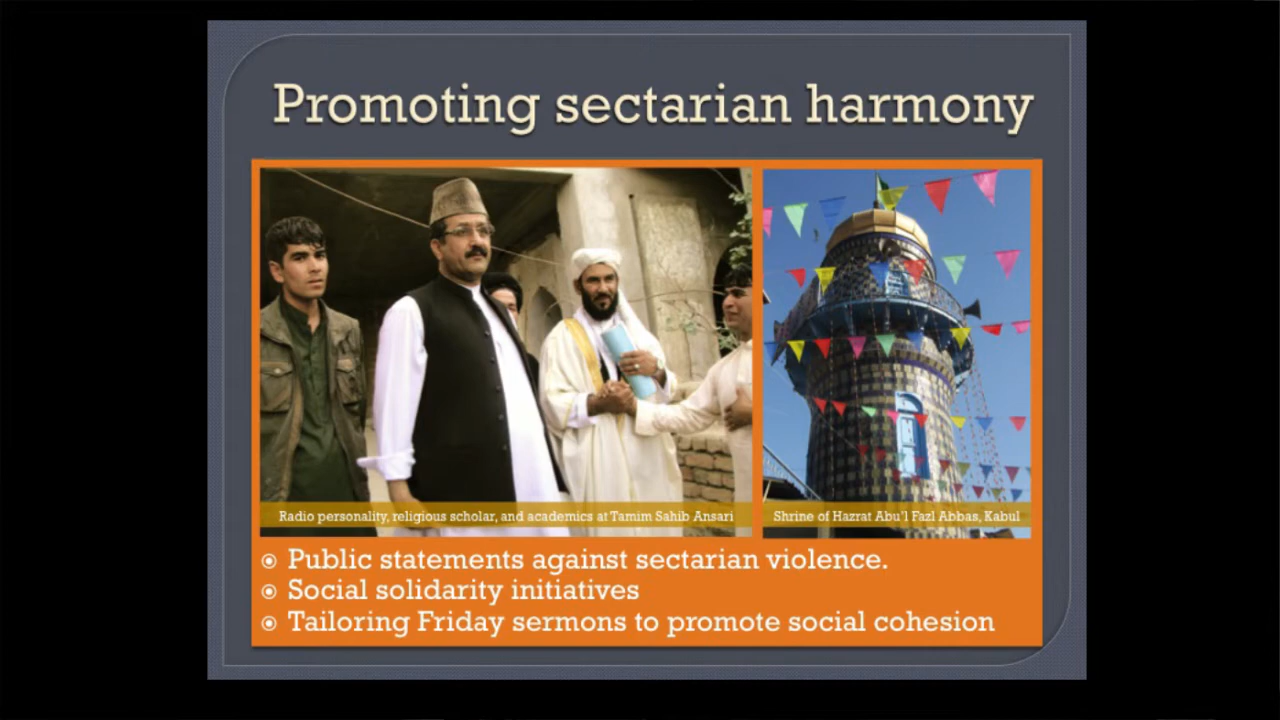 Promoting sectarian harmony
Radio personality, religious scholar, and academics at Tamim Sahib Ansari
Shrine of Hazrat Abu'l Fazl Abbas, Kabul
Public statements against sectarian violence.
Social solidarity initiatives
Tailoring Friday sermons to promote social cohesion